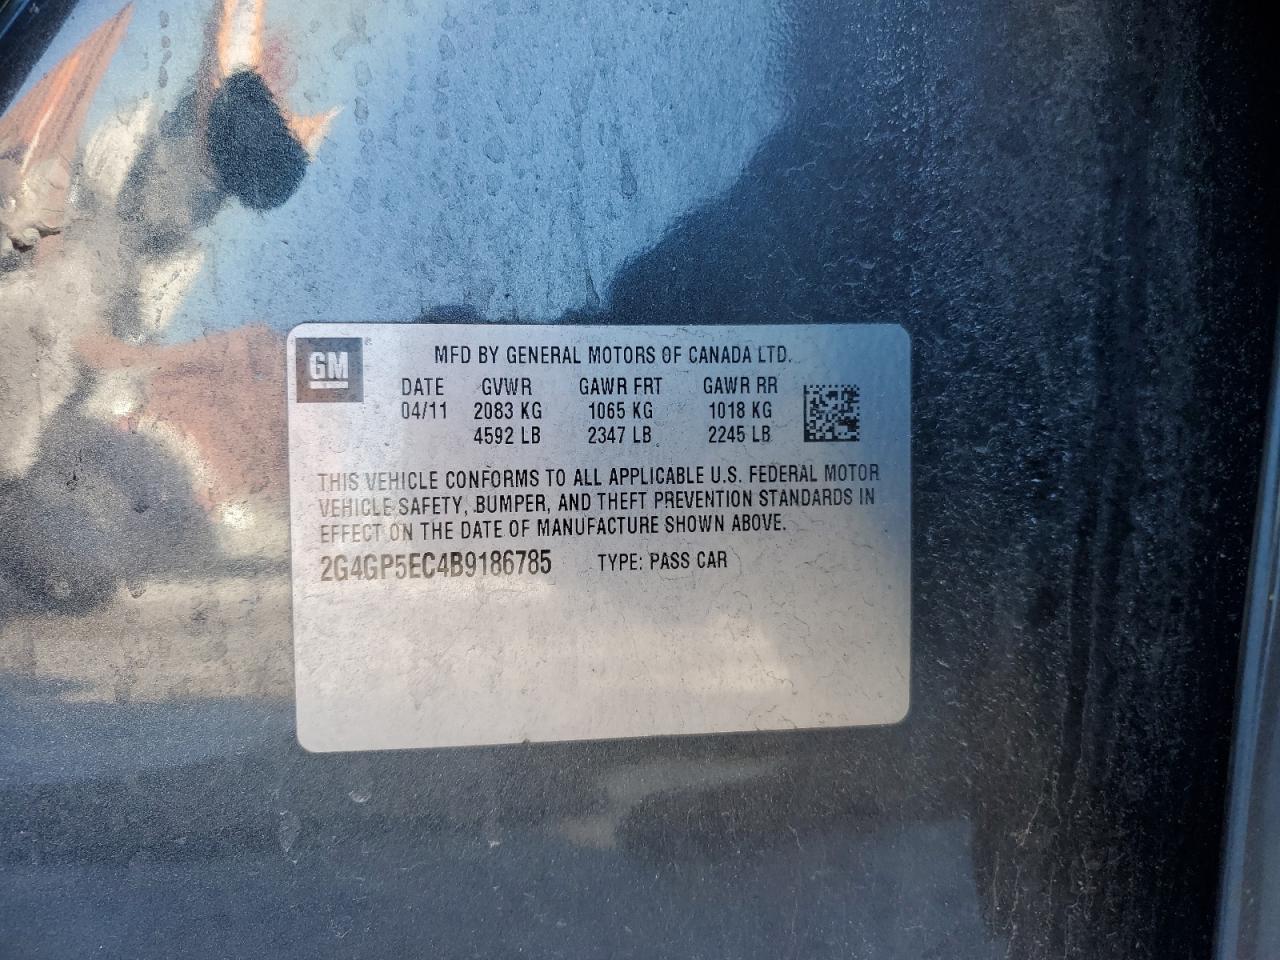 GM
MFD BY GENERAL MOTORS OF CANADA LTD.
DATE GVWR GAWR FRT GAWR RR
04/11 2083 KG 1065 KG 1018 KG
4592 LB 2347 LB 2245 LB
THIS VEHICLE CONFORMS TO ALL APPLICABLE U.S. FEDERAL MOTOR
VEHICLE SAFETY, BUMPER, AND THEFT PREVENTION STANDARDS IN
EFFECT ON THE DATE OF MANUFACTURE SHOWN ABOVE.
2G4GP5EC4B9186785 TYPE: PASS CAR